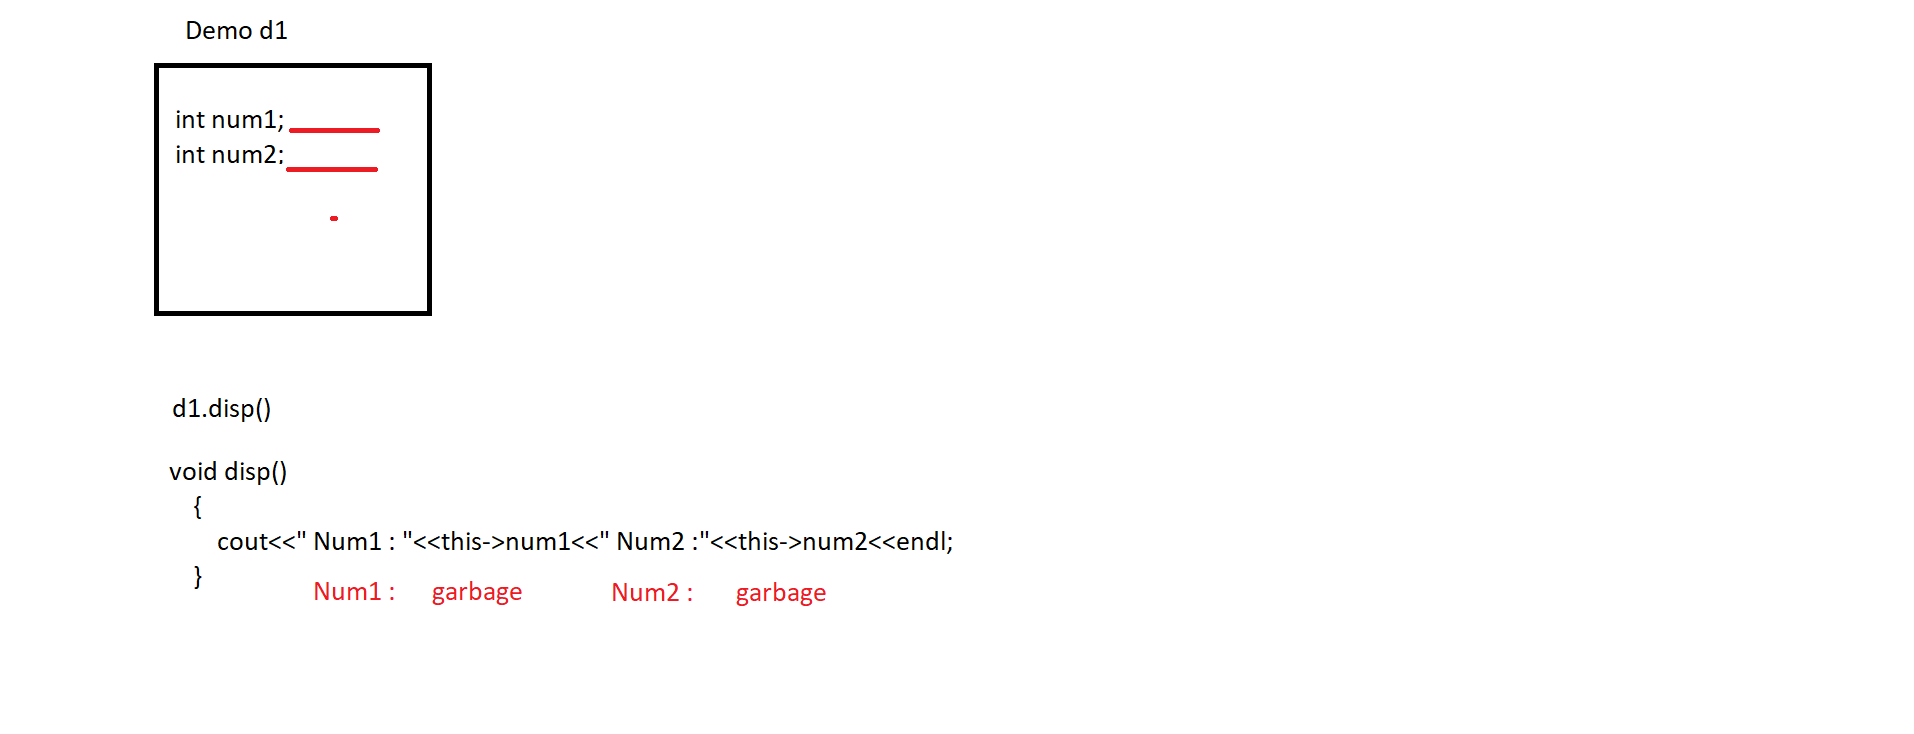 Demo d1
int num1;
int num2;
d1.disp()
void disp()
{
cout<<" Num1 : "<<this->num1<<" Num2 :"<<this->num2<<endl;
}
Num1 : garbage Num2 : garbage